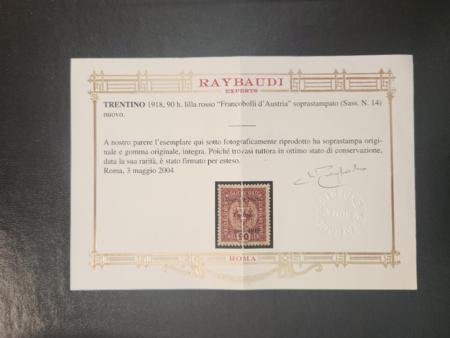 RAYBAUDI
EXPERTS
TRENTINO 1918, 90 h. lilla rosso "Francobolli d'Austria" soprastampato (Sass. N. 14)
nuovo.
A nostro parere l'esemplare qui sotto fotograficamente riprodotto ha soprastampa origi-
nale e gomma originale, integra. Poiché trovasi tuttora in ottimo stato di conservazione,
data la sua rarità, è stato firmato per esteso.
Roma, 3 maggio 2004
90
ROMA